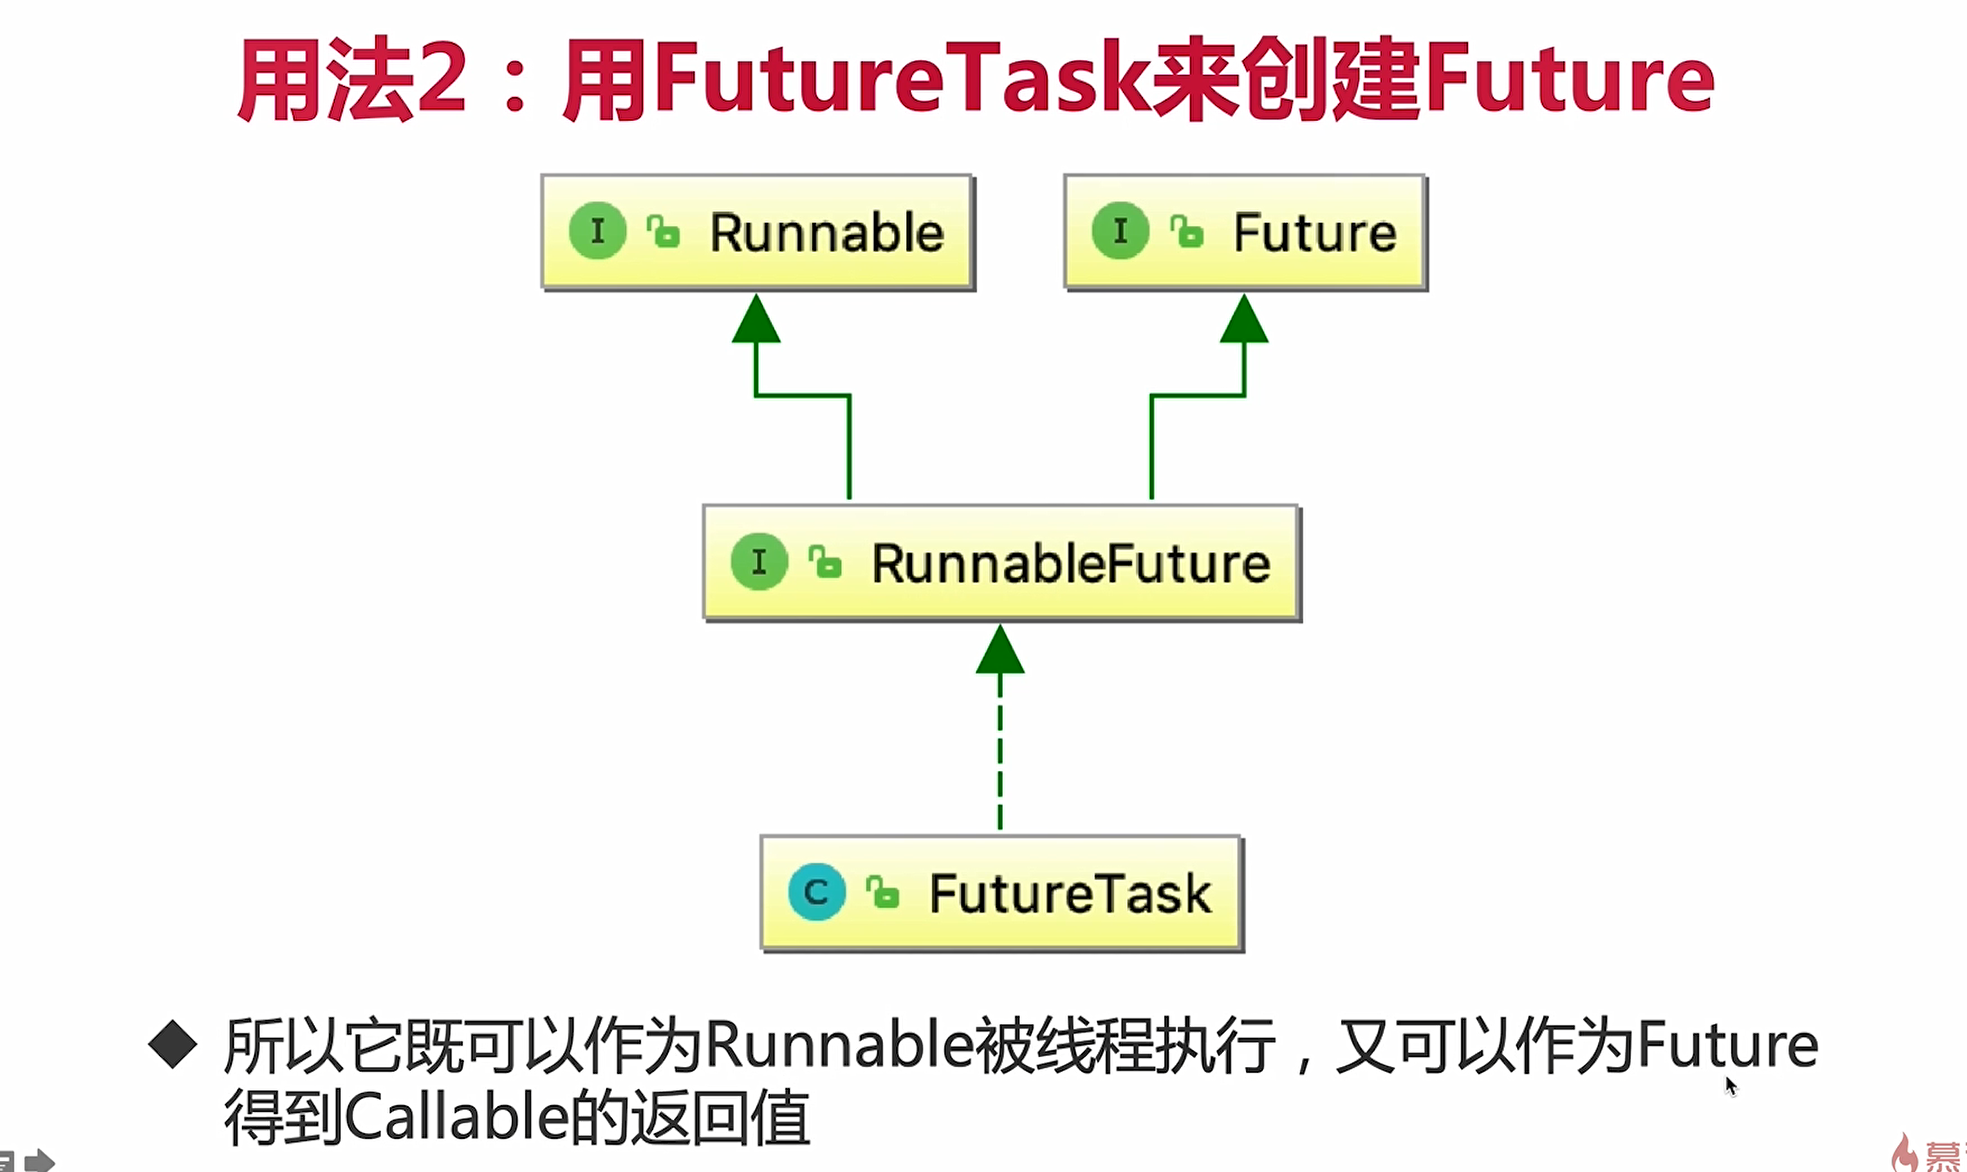 用法2：用FutureTask来创建Future
I Runnable
I Future
I RunnableFuture
C FutureTask
所以它既可以作为Runnable被线程执行，又可以作为Future
得到Callable的返回值
慕